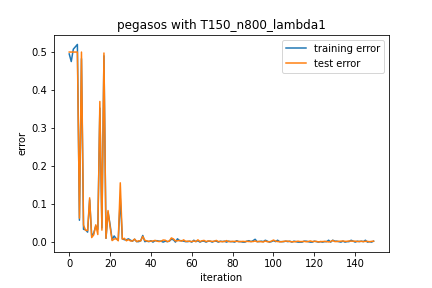 pegasos with T150_n800_lambda1
training error
test error
error
0.5
0.4
0.3
0.2
0.1
0.0
0 20 40 60 80 100 120 140
iteration